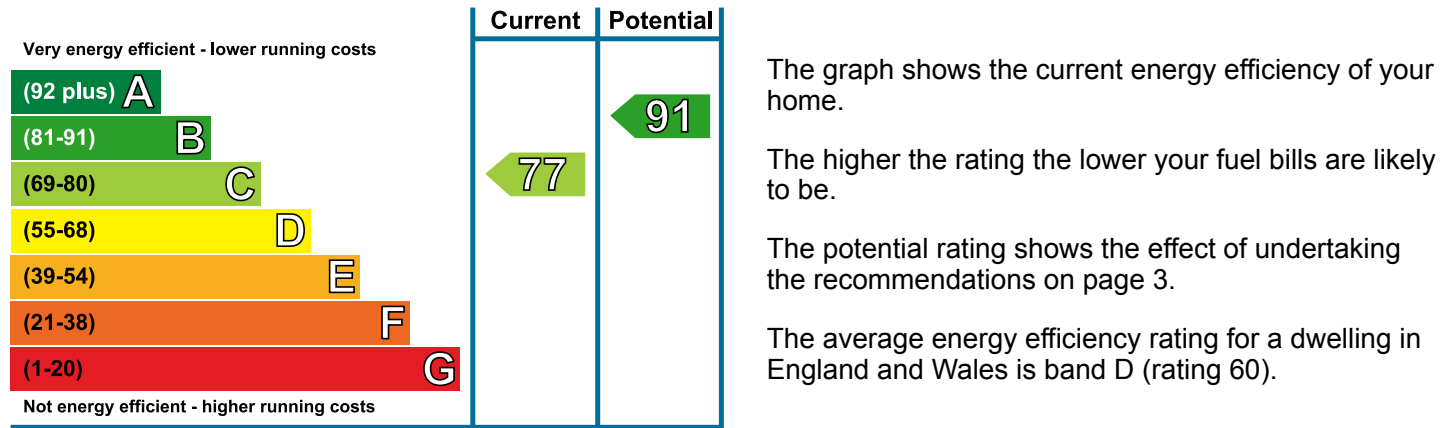 Current Potential
Very energy efficient - lower running costs
(92 plus) A
(81-91) B
(69-80) C
(55-68) D
(39-54) E
(21-38) F
(1-20) G
Not energy efficient - higher running costs
77
91
The graph shows the current energy efficiency of your
home.
The higher the rating the lower your fuel bills are likely
to be.
The potential rating shows the effect of undertaking
the recommendations on page 3.
The average energy efficiency rating for a dwelling in
England and Wales is band D (rating 60).